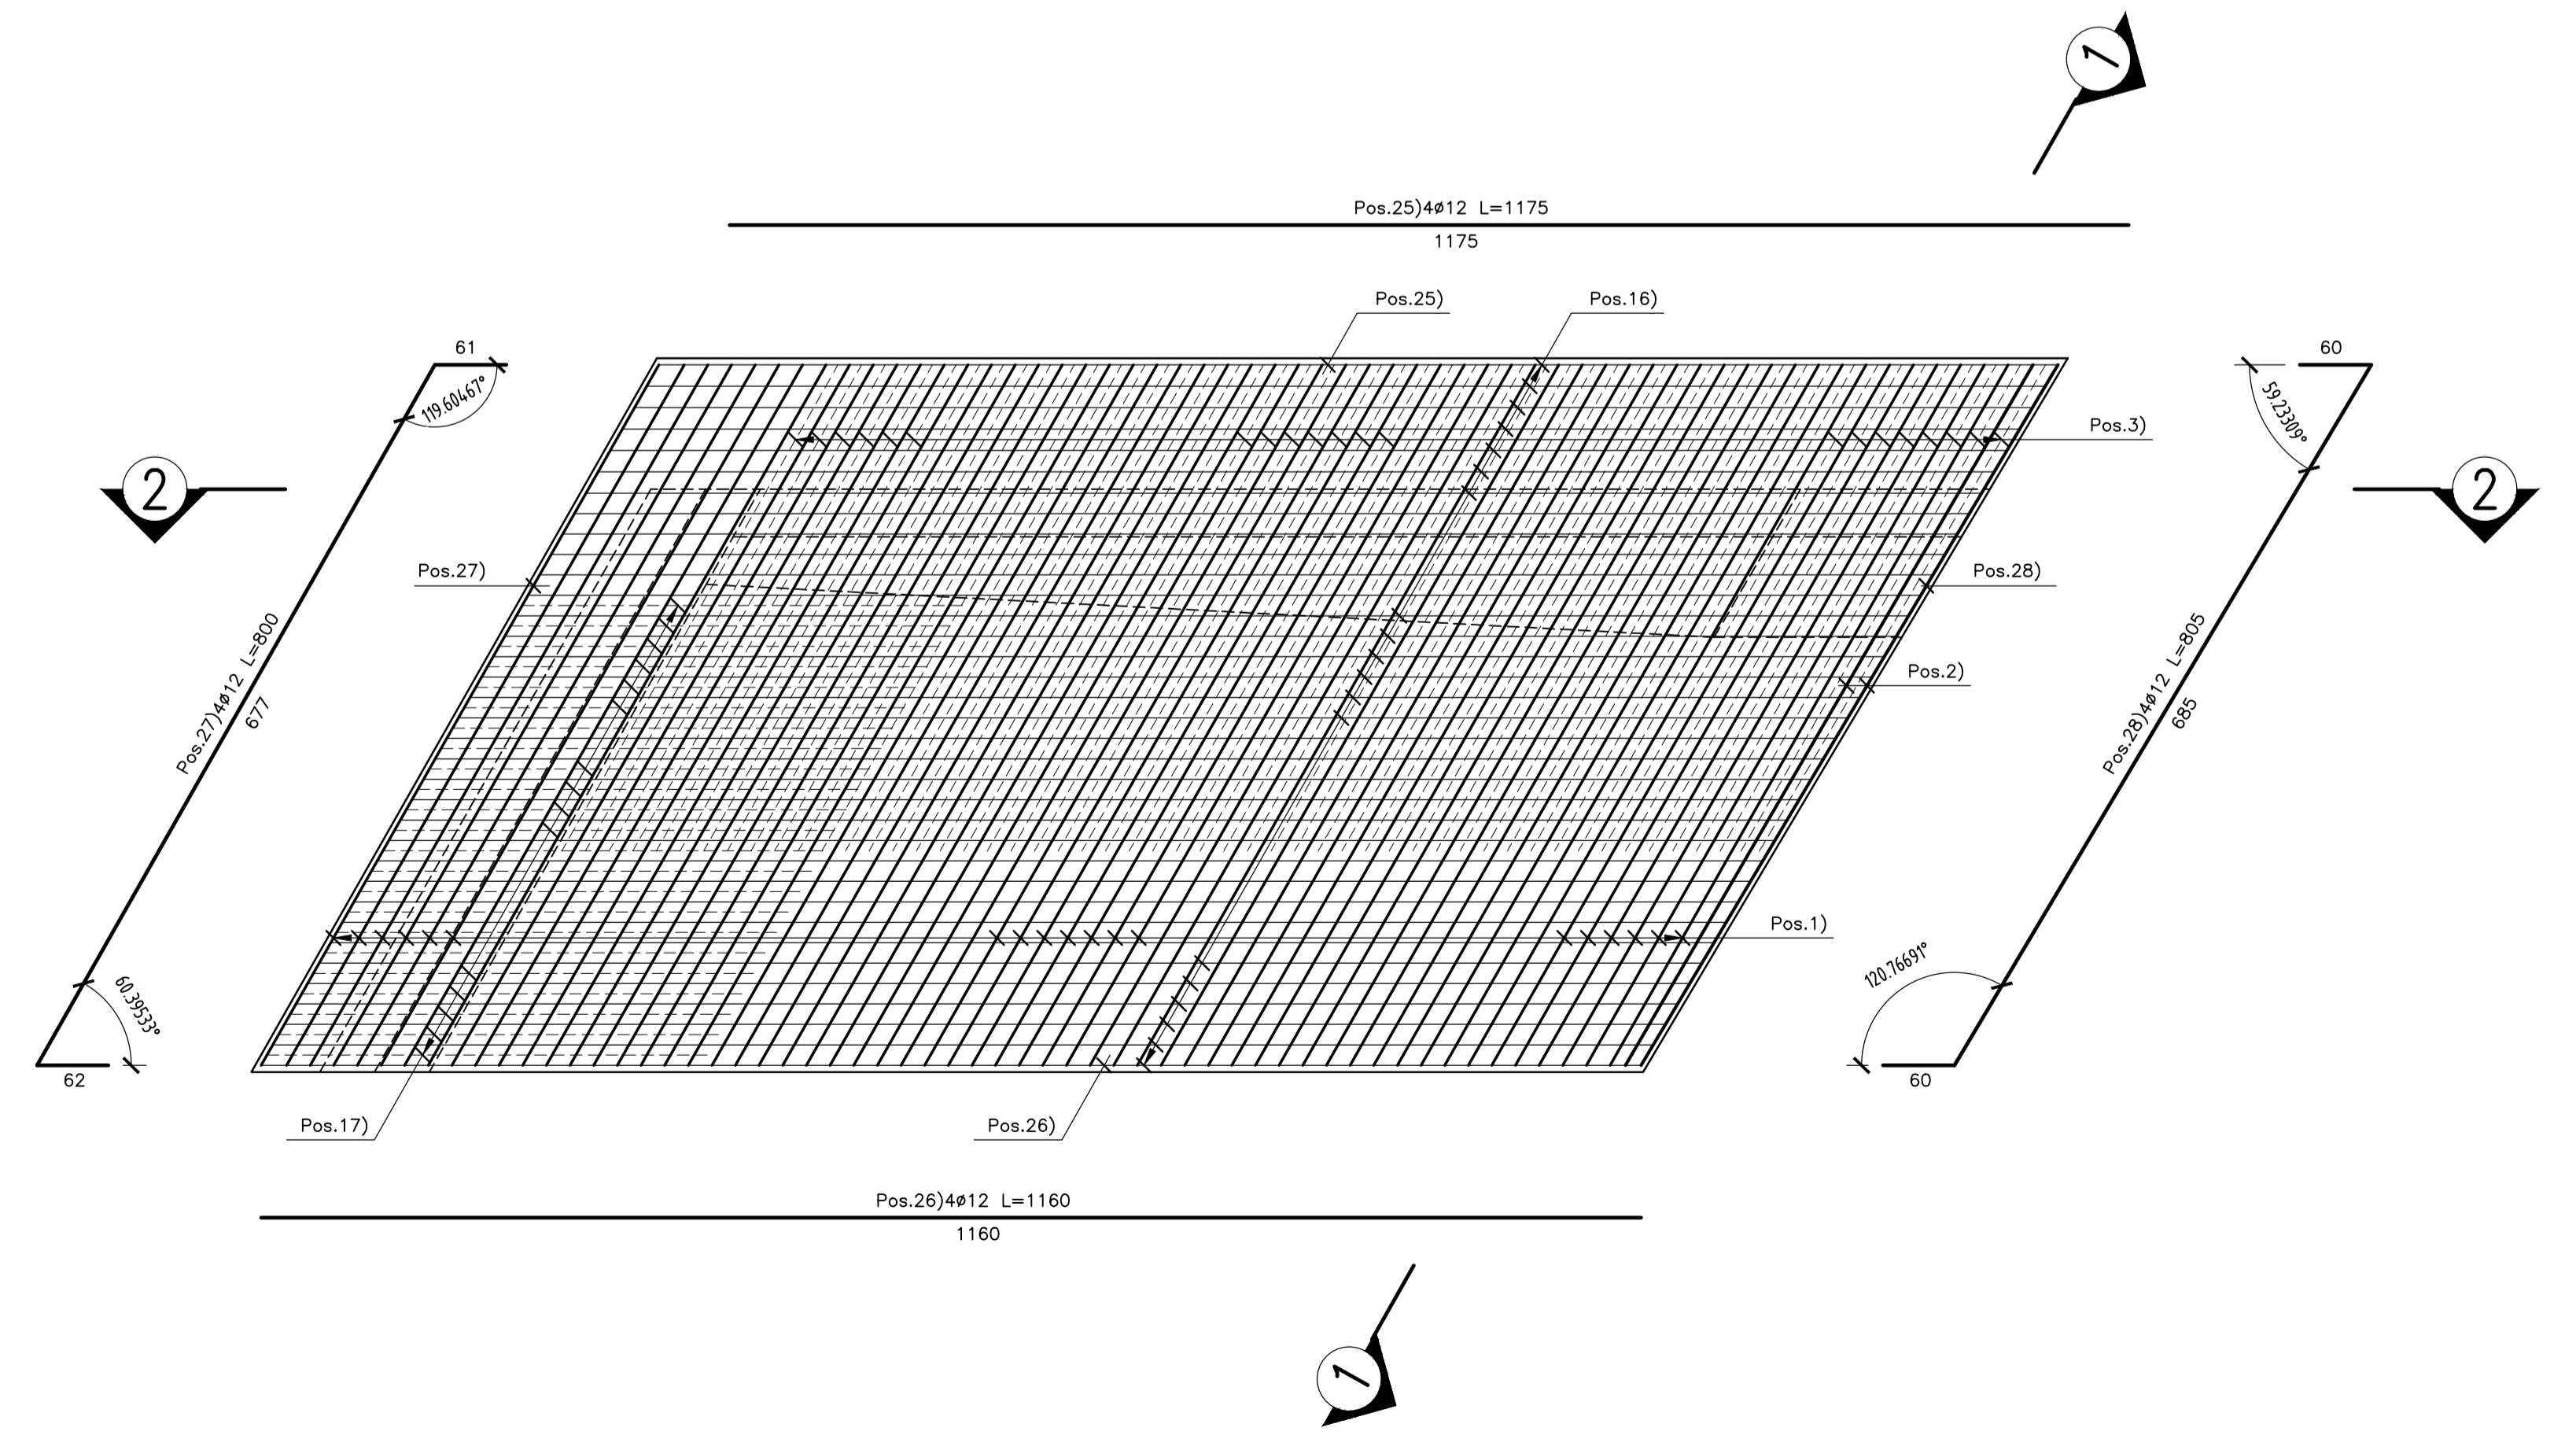 1
Pos.25)4ø12 L=1175
1175
Pos.25)
Pos.16)
61
119.60467°
60
59.23309°
Pos.3)
2
2
Pos.27)
Pos.28)
Pos.27)4ø12 L=800
677
Pos.28)4ø12 L=805
685
Pos.2)
Pos.1)
60.39533°
62
120.76691°
60
Pos.17)
Pos.26)
Pos.26)4ø12 L=1160
1160
1